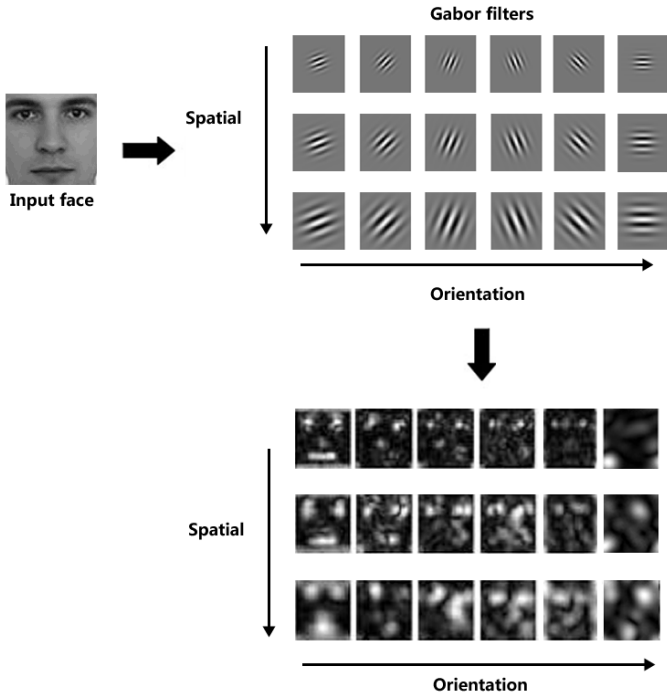 Gabor filters
Spatial
Input face
Orientation
Spatial
Orientation